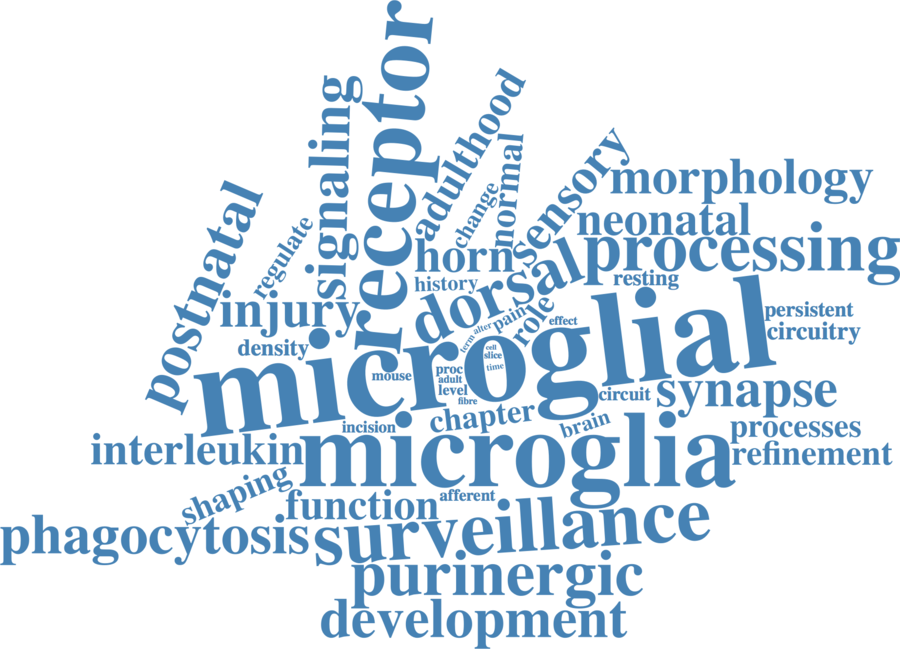 receptor
signaling
adulthood
normal
change
sensory
morphology
neonatal
postnatal
regulate
horn
processing
history
dorsal
resting
injury
pain
role
persistent
term
alter
effect
circuitry
density
microglial
cell
slice
time
mouse
proc
adult
level
fibre
circuit
synapse
chapter
incision
brain
processes
interleukin
microglia
refinement
shaping
function
afferent
phagocytosis
surveillance
purinergic
development